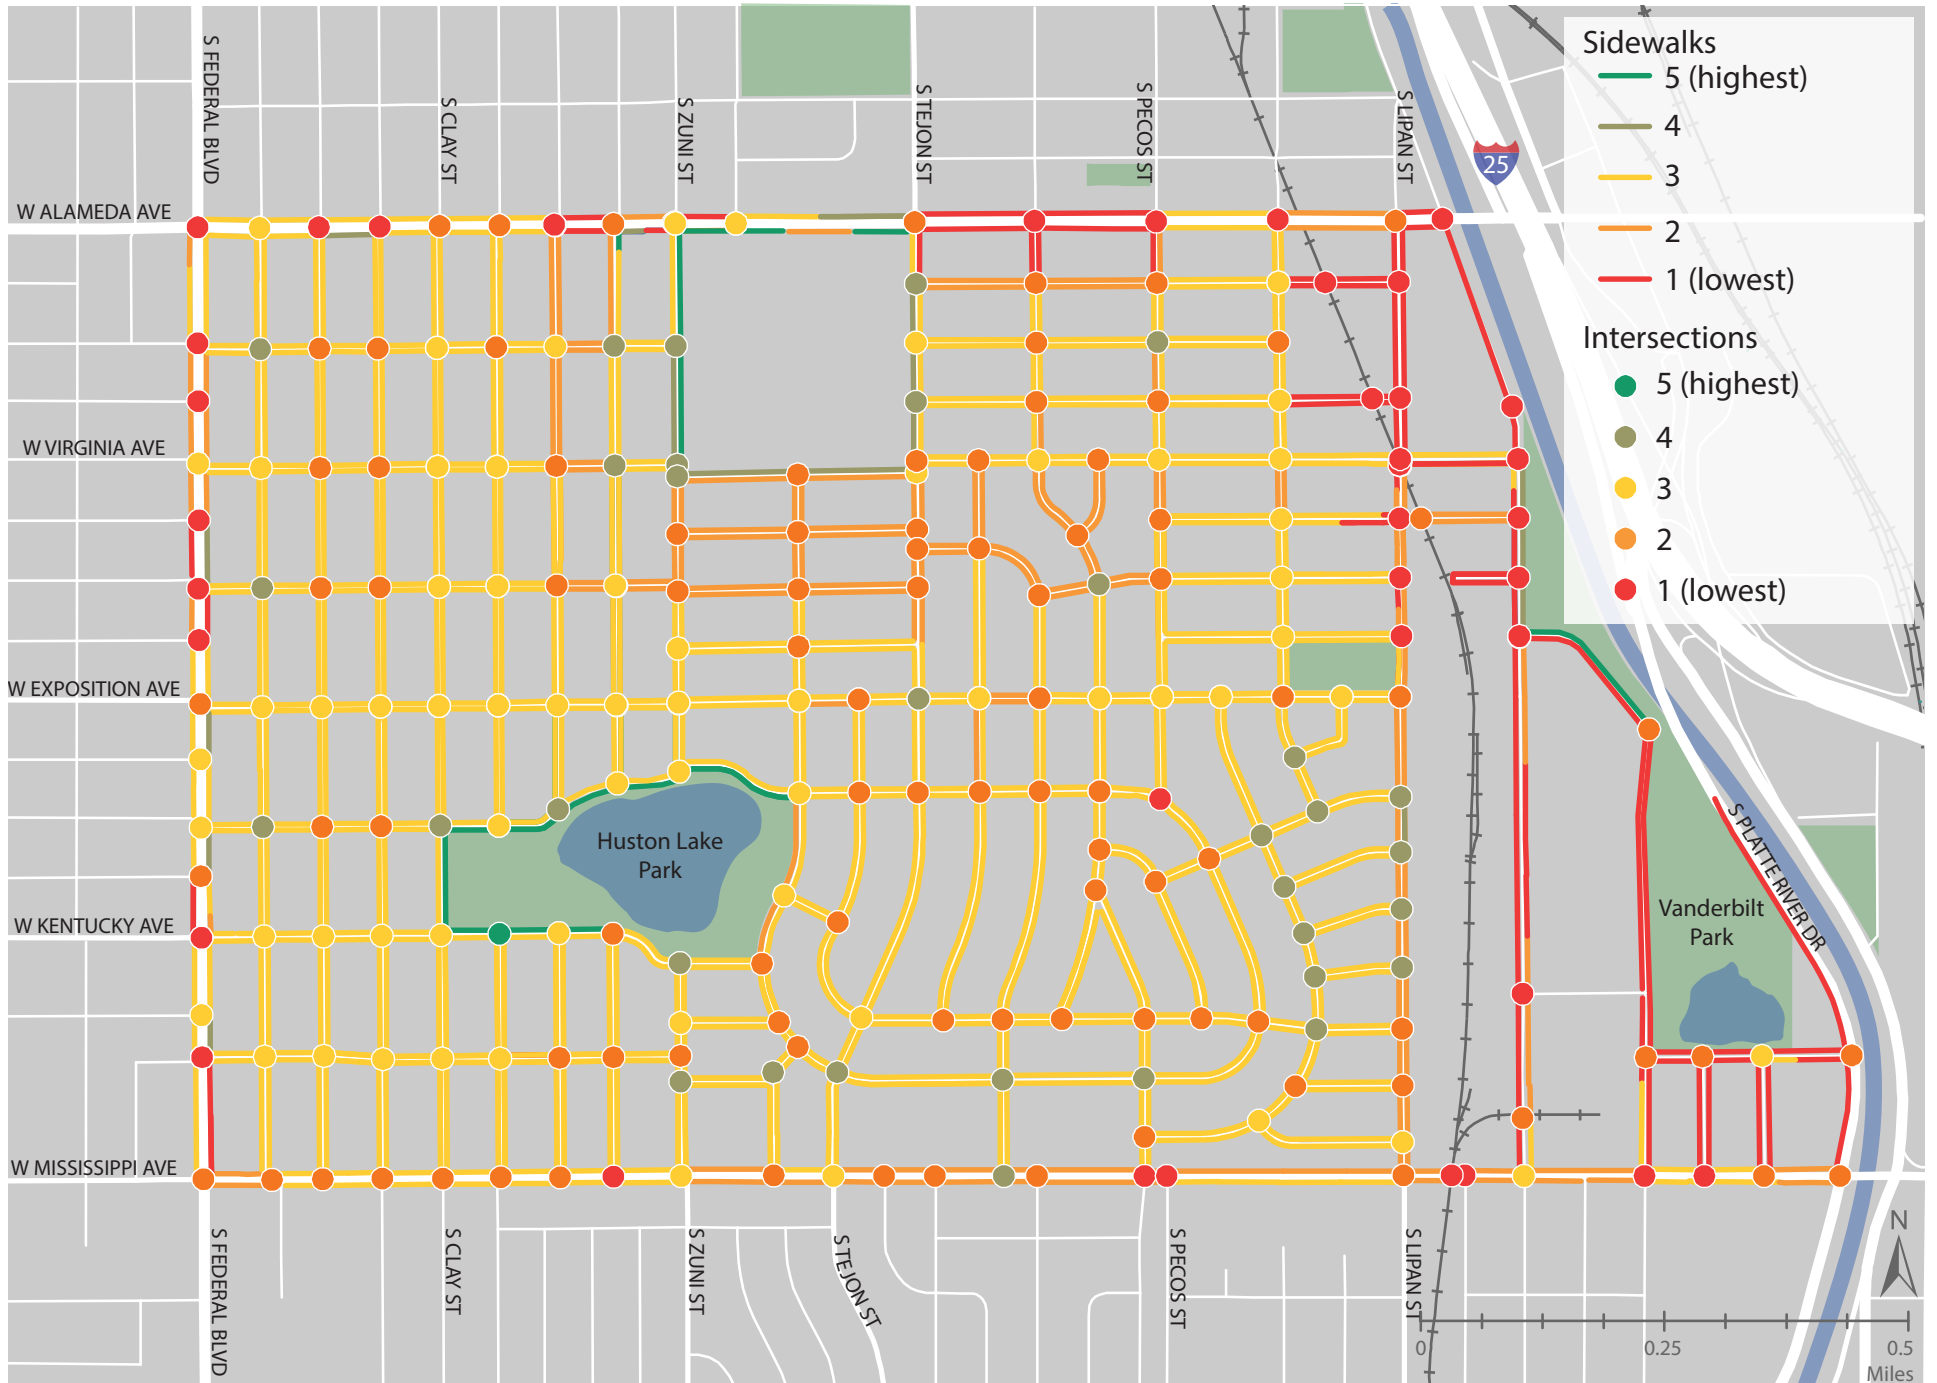 S FEDERAL BLVD
S CLAY ST
S ZUNI ST
S TEJON ST
S PECOS ST
S LIPAN ST
25
Sidewalks
5 (highest)
4
3
2
1 (lowest)
Intersections
5 (highest)
4
3
2
1 (lowest)
W ALAMEDA AVE
W VIRGINIA AVE
W EXPOSITION AVE
W KENTUCKY AVE
W MISSISSIPPI AVE
Huston Lake
Park
S PLATTE RIVER DR
Vanderbilt
Park
S FEDERAL BLVD
S CLAY ST
S ZUNI ST
S TEJON ST
S PECOS ST
S LIPAN ST
N
0
0.25
0.5
Miles